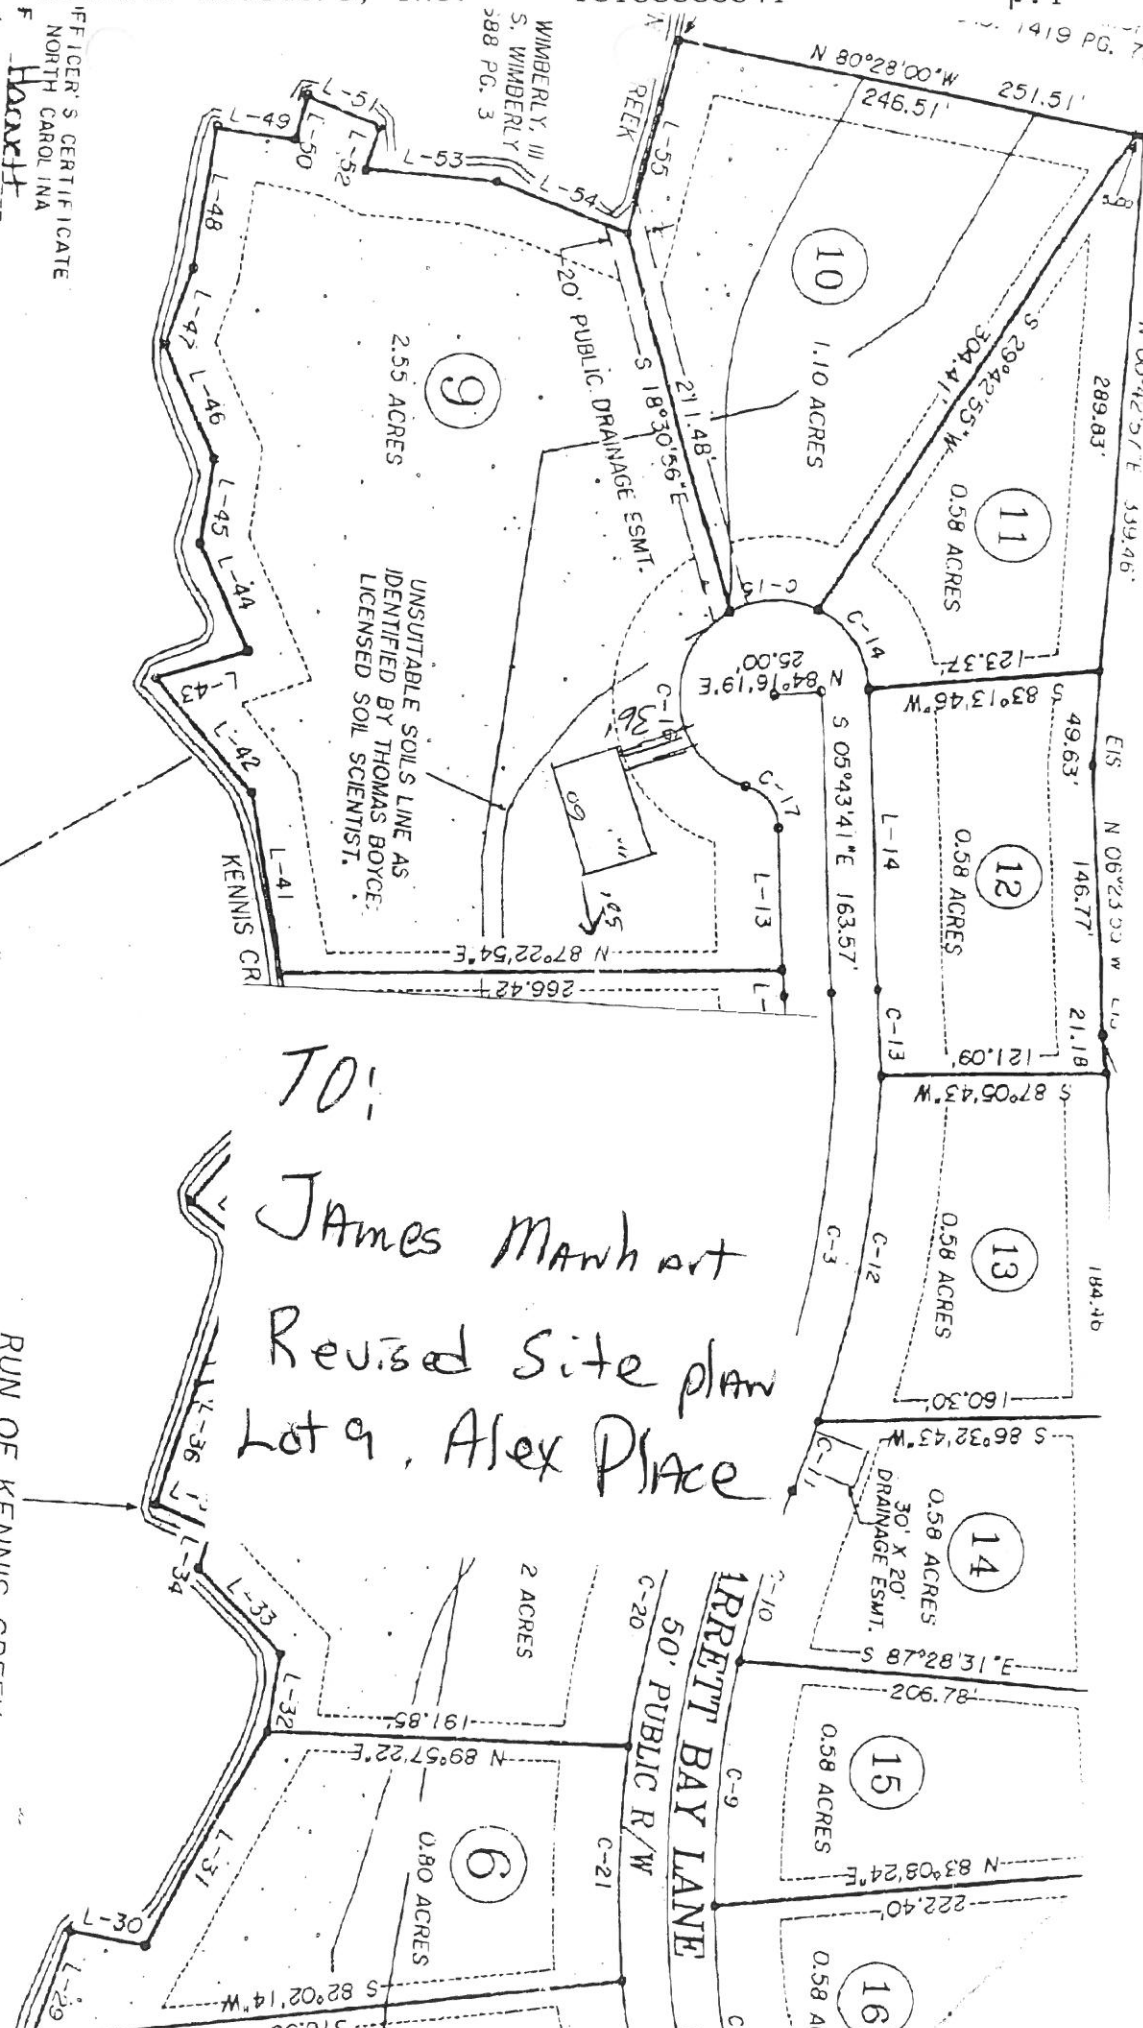 1419 PG. 7
N 80°28'00"W
246.51'
251.51'
WIMBERLY, III
S. WIMBERLY
588 PG. 3
OFFICER'S CERTIFICATE
NORTH CAROLINA
Harnett
L-55
L-54
L-53
L-52
L-51
L-50
L-49
L-48
L-47
L-46
L-45
L-44
L-43
L-42
L-41
KENNIS CR
10
1.10 ACRES
S 29°42'55"W
304.41'
289.83'
339.46'
11
0.58 ACRES
123.37'
S 83°13'46"W
20' PUBLIC DRAINAGE ESMT.
211.48'
S 18°30'56"E
9
2.55 ACRES
UNSUITABLE SOILS LINE AS
IDENTIFIED BY THOMAS BOYCE,
LICENSED SOIL SCIENTIST.
C-15
C-14
N 84°16'19"E
25.00'
C-16
36
60
50'
C-17
L-13
S 05°43'41"E 163.57'
L-14
C-13
EIS
49.63'
146.77'
21.18
12
0.58 ACRES
121.09'
S 87°05'43"W
N 87°22'54"E
266.42'
L-
TO:
JAmes MANhArt
Revised Site plAN
Lot 9, Alex PlAce
13
0.58 ACRES
184.46
160.30'
S 86°32'43"W
C-3
C-12
C-11
14
0.58 ACRES
30' X 20'
DRAINAGE ESMT.
S 87°28'31"E
206.78'
C-10
C-20
RRETT BAY LANE
50' PUBLIC R/W
2 ACRES
L-36
L-34
L-33
L-32
L-31
L-30
L-29
RUN OF KENNIS CREEK
191.85'
N 89°57'22"E
C-9
C-21
15
0.58 ACRES
N 83°08'24"E
222.40'
6
0.80 ACRES
S 82°02'14"W
16
0.58 A